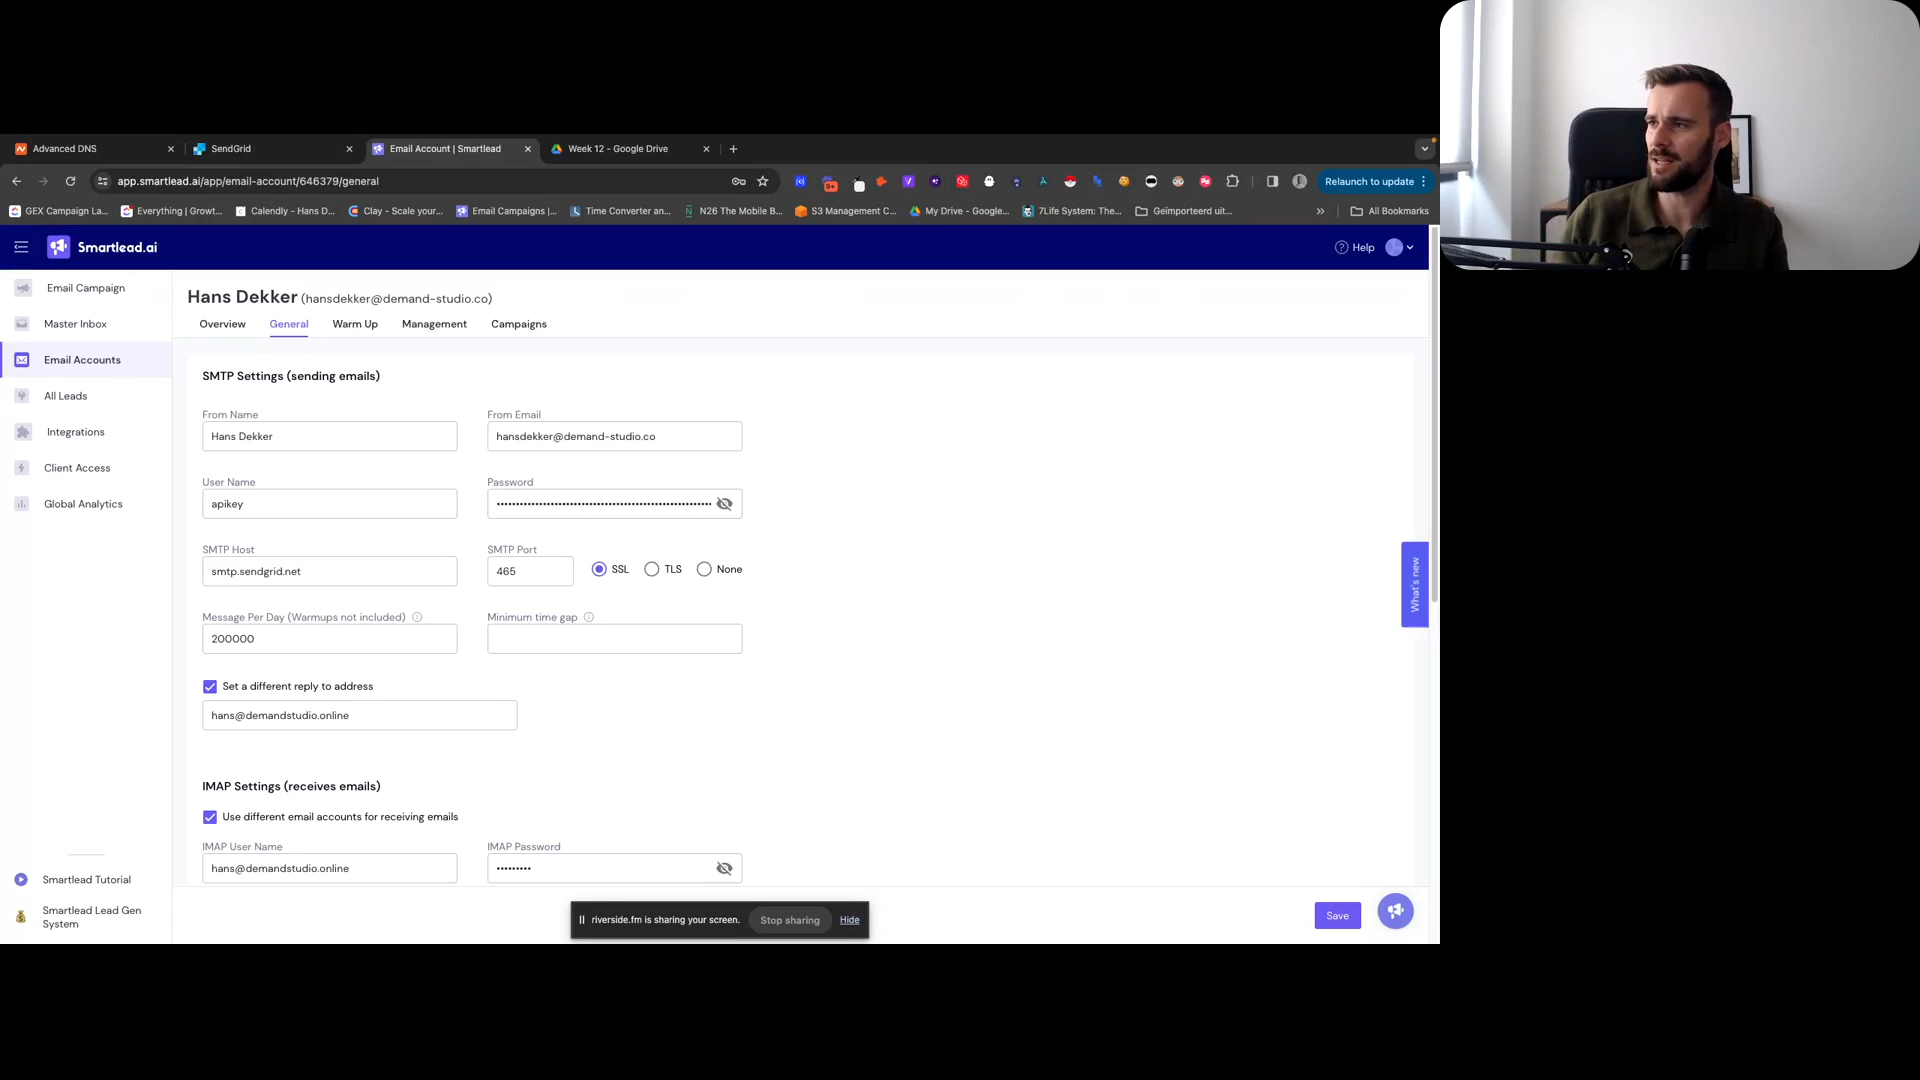 Advanced DNS
SendGrid
Email Account | Smartlead
Week 12 - Google Drive
app.smartlead.ai/app/email-account/646379/general
9+
Relaunch to update
GEX Campaign La...
Everything | Growt...
Calendly - Hans D...
Clay - Scale your...
Email Campaigns |...
Time Converter an...
N26 The Mobile B...
S3 Management C...
My Drive - Google...
7Life System: The...
Geïmporteerd uit...
All Bookmarks
Smartlead.ai
Help
Email Campaign
Master Inbox
Email Accounts
All Leads
Integrations
Client Access
Global Analytics
Smartlead Tutorial
Smartlead Lead Gen
System
Hans Dekker (hansdekker@demand-studio.co)
Overview General Warm Up Management Campaigns
SMTP Settings (sending emails)
From Name From Email
Hans Dekker hansdekker@demand-studio.co
User Name Password
apikey
SMTP Host SMTP Port
smtp.sendgrid.net 465 SSL TLS None
Message Per Day (Warmups not included) Minimum time gap
200000
Set a different reply to address
hans@demandstudio.online
IMAP Settings (receives emails)
Use different email accounts for receiving emails
IMAP User Name IMAP Password
hans@demandstudio.online
What's new
riverside.fm is sharing your screen. Stop sharing Hide
Save